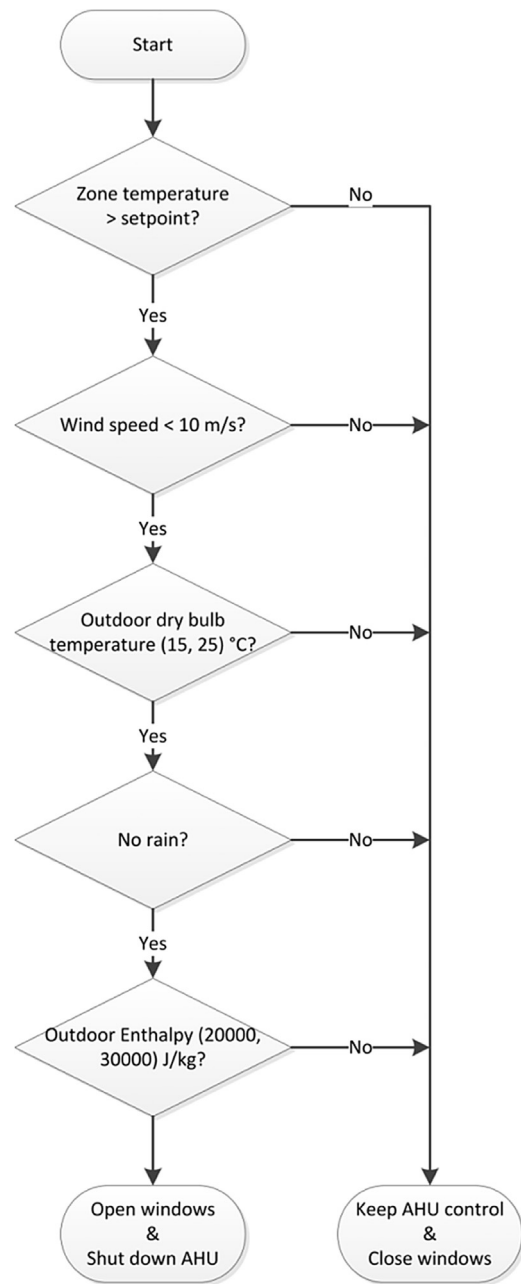 Start
Zone temperature
> setpoint?
No
Yes
Wind speed < 10 m/s?
No
Yes
Outdoor dry bulb
temperature (15, 25) °C?
No
Yes
No rain?
No
Yes
Outdoor Enthalpy (20000,
30000) J/kg?
No
Open windows
&
Shut down AHU
Keep AHU control
&
Close windows